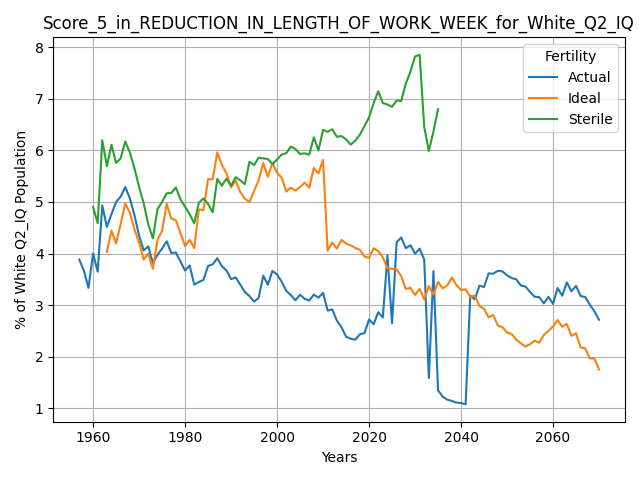 Score_5_in_REDUCTION_IN_LENGTH_OF_WORK_WEEK_for_White_Q2_IQ
Fertility
Actual
Ideal
Sterile
% of White Q2_IQ Population
8
7
6
5
4
3
2
1
1960 1980 2000 2020 2040 2060
Years